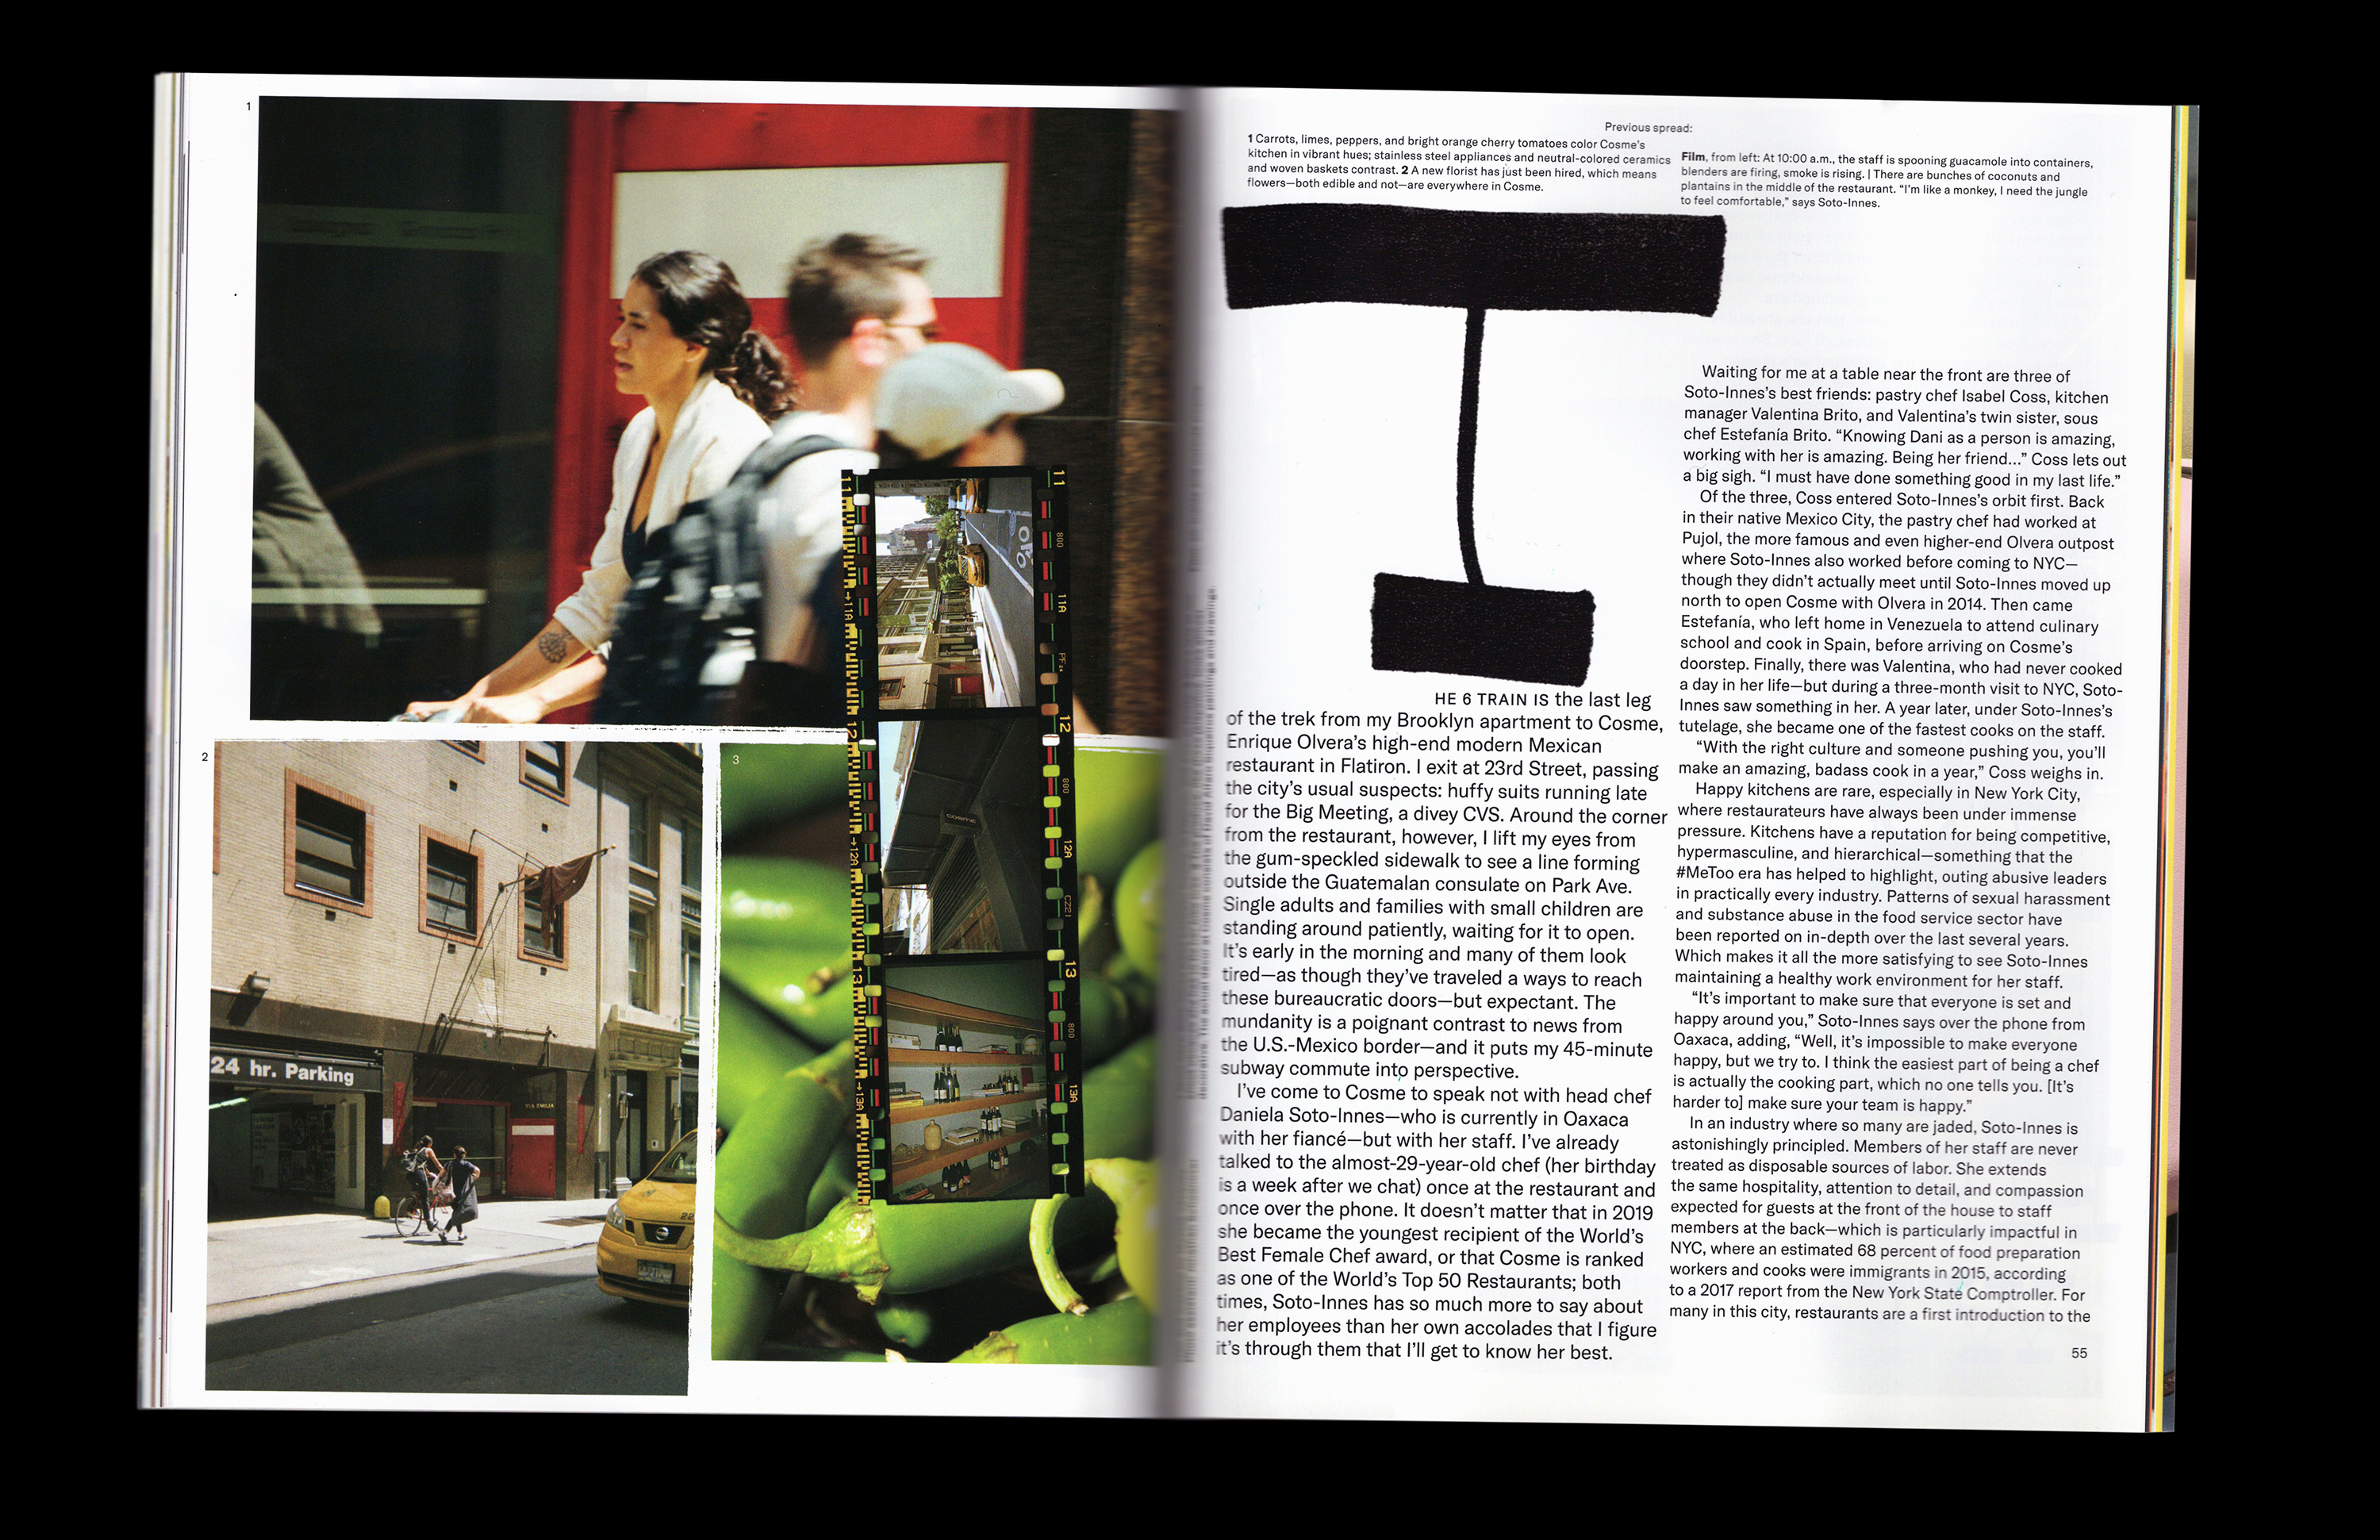 1
2
24 hr. Parking
VIA EMILIA
3
11
800
11A
12
COSME
800
12A
13
800
13A
11
11A
12
12A
13
13A
Previous spread:
1 Carrots, limes, peppers, and bright orange cherry tomatoes color Cosme's
kitchen in vibrant hues; stainless steel appliances and neutral-colored ceramics
and woven baskets contrast. 2 A new florist has just been hired, which means
flowers—both edible and not—are everywhere in Cosme.
Film, from left: At 10:00 a.m., the staff is spooning guacamole into containers,
blenders are firing, smoke is rising. | There are bunches of coconuts and
plantains in the middle of the restaurant. “I'm like a monkey, I need the jungle
to feel comfortable,” says Soto-Innes.
T
HE 6 TRAIN IS the last leg
of the trek from my Brooklyn apartment to Cosme,
Enrique Olvera's high-end modern Mexican
restaurant in Flatiron. I exit at 23rd Street, passing
the city's usual suspects: huffy suits running late
for the Big Meeting, a divey CVS. Around the corner
from the restaurant, however, I lift my eyes from
the gum-speckled sidewalk to see a line forming
outside the Guatemalan consulate on Park Ave.
Single adults and families with small children are
standing around patiently, waiting for it to open.
It's early in the morning and many of them look
tired—as though they've traveled a ways to reach
these bureaucratic doors—but expectant. The
mundanity is a poignant contrast to news from
the U.S.-Mexico border—and it puts my 45-minute
subway commute into perspective.
I've come to Cosme to speak not with head chef
Daniela Soto-Innes—who is currently in Oaxaca
with her fiancé—but with her staff. I've already
talked to the almost-29-year-old chef (her birthday
is a week after we chat) once at the restaurant and
once over the phone. It doesn't matter that in 2019
she became the youngest recipient of the World's
Best Female Chef award, or that Cosme is ranked
as one of the World's Top 50 Restaurants; both
times, Soto-Innes has so much more to say about
her employees than her own accolades that I figure
it's through them that I'll get to know her best.
Waiting for me at a table near the front are three of
Soto-Innes's best friends: pastry chef Isabel Coss, kitchen
manager Valentina Brito, and Valentina's twin sister, sous
chef Estefanía Brito. “Knowing Dani as a person is amazing,
working with her is amazing. Being her friend...” Coss lets out
a big sigh. “I must have done something good in my last life.”
Of the three, Coss entered Soto-Innes's orbit first. Back
in their native Mexico City, the pastry chef had worked at
Pujol, the more famous and even higher-end Olvera outpost
where Soto-Innes also worked before coming to NYC—
though they didn't actually meet until Soto-Innes moved up
north to open Cosme with Olvera in 2014. Then came
Estefanía, who left home in Venezuela to attend culinary
school and cook in Spain, before arriving on Cosme's
doorstep. Finally, there was Valentina, who had never cooked
a day in her life—but during a three-month visit to NYC, Soto-
Innes saw something in her. A year later, under Soto-Innes's
tutelage, she became one of the fastest cooks on the staff.
“With the right culture and someone pushing you, you'll
make an amazing, badass cook in a year,” Coss weighs in.
Happy kitchens are rare, especially in New York City,
where restaurateurs have always been under immense
pressure. Kitchens have a reputation for being competitive,
hypermasculine, and hierarchical—something that the
#MeToo era has helped to highlight, outing abusive leaders
in practically every industry. Patterns of sexual harassment
and substance abuse in the food service sector have
been reported on in-depth over the last several years.
Which makes it all the more satisfying to see Soto-Innes
maintaining a healthy work environment for her staff.
“It's important to make sure that everyone is set and
happy around you,” Soto-Innes says over the phone from
Oaxaca, adding, “Well, it's impossible to make everyone
happy, but we try to. I think the easiest part of being a chef
is actually the cooking part, which no one tells you. [It's
harder to] make sure your team is happy.”
In an industry where so many are jaded, Soto-Innes is
astonishingly principled. Members of her staff are never
treated as disposable sources of labor. She extends
the same hospitality, attention to detail, and compassion
expected for guests at the front of the house to staff
members at the back—which is particularly impactful in
NYC, where an estimated 68 percent of food preparation
workers and cooks were immigrants in 2015, according
to a 2017 report from the New York State Comptroller. For
many in this city, restaurants are a first introduction to the
55